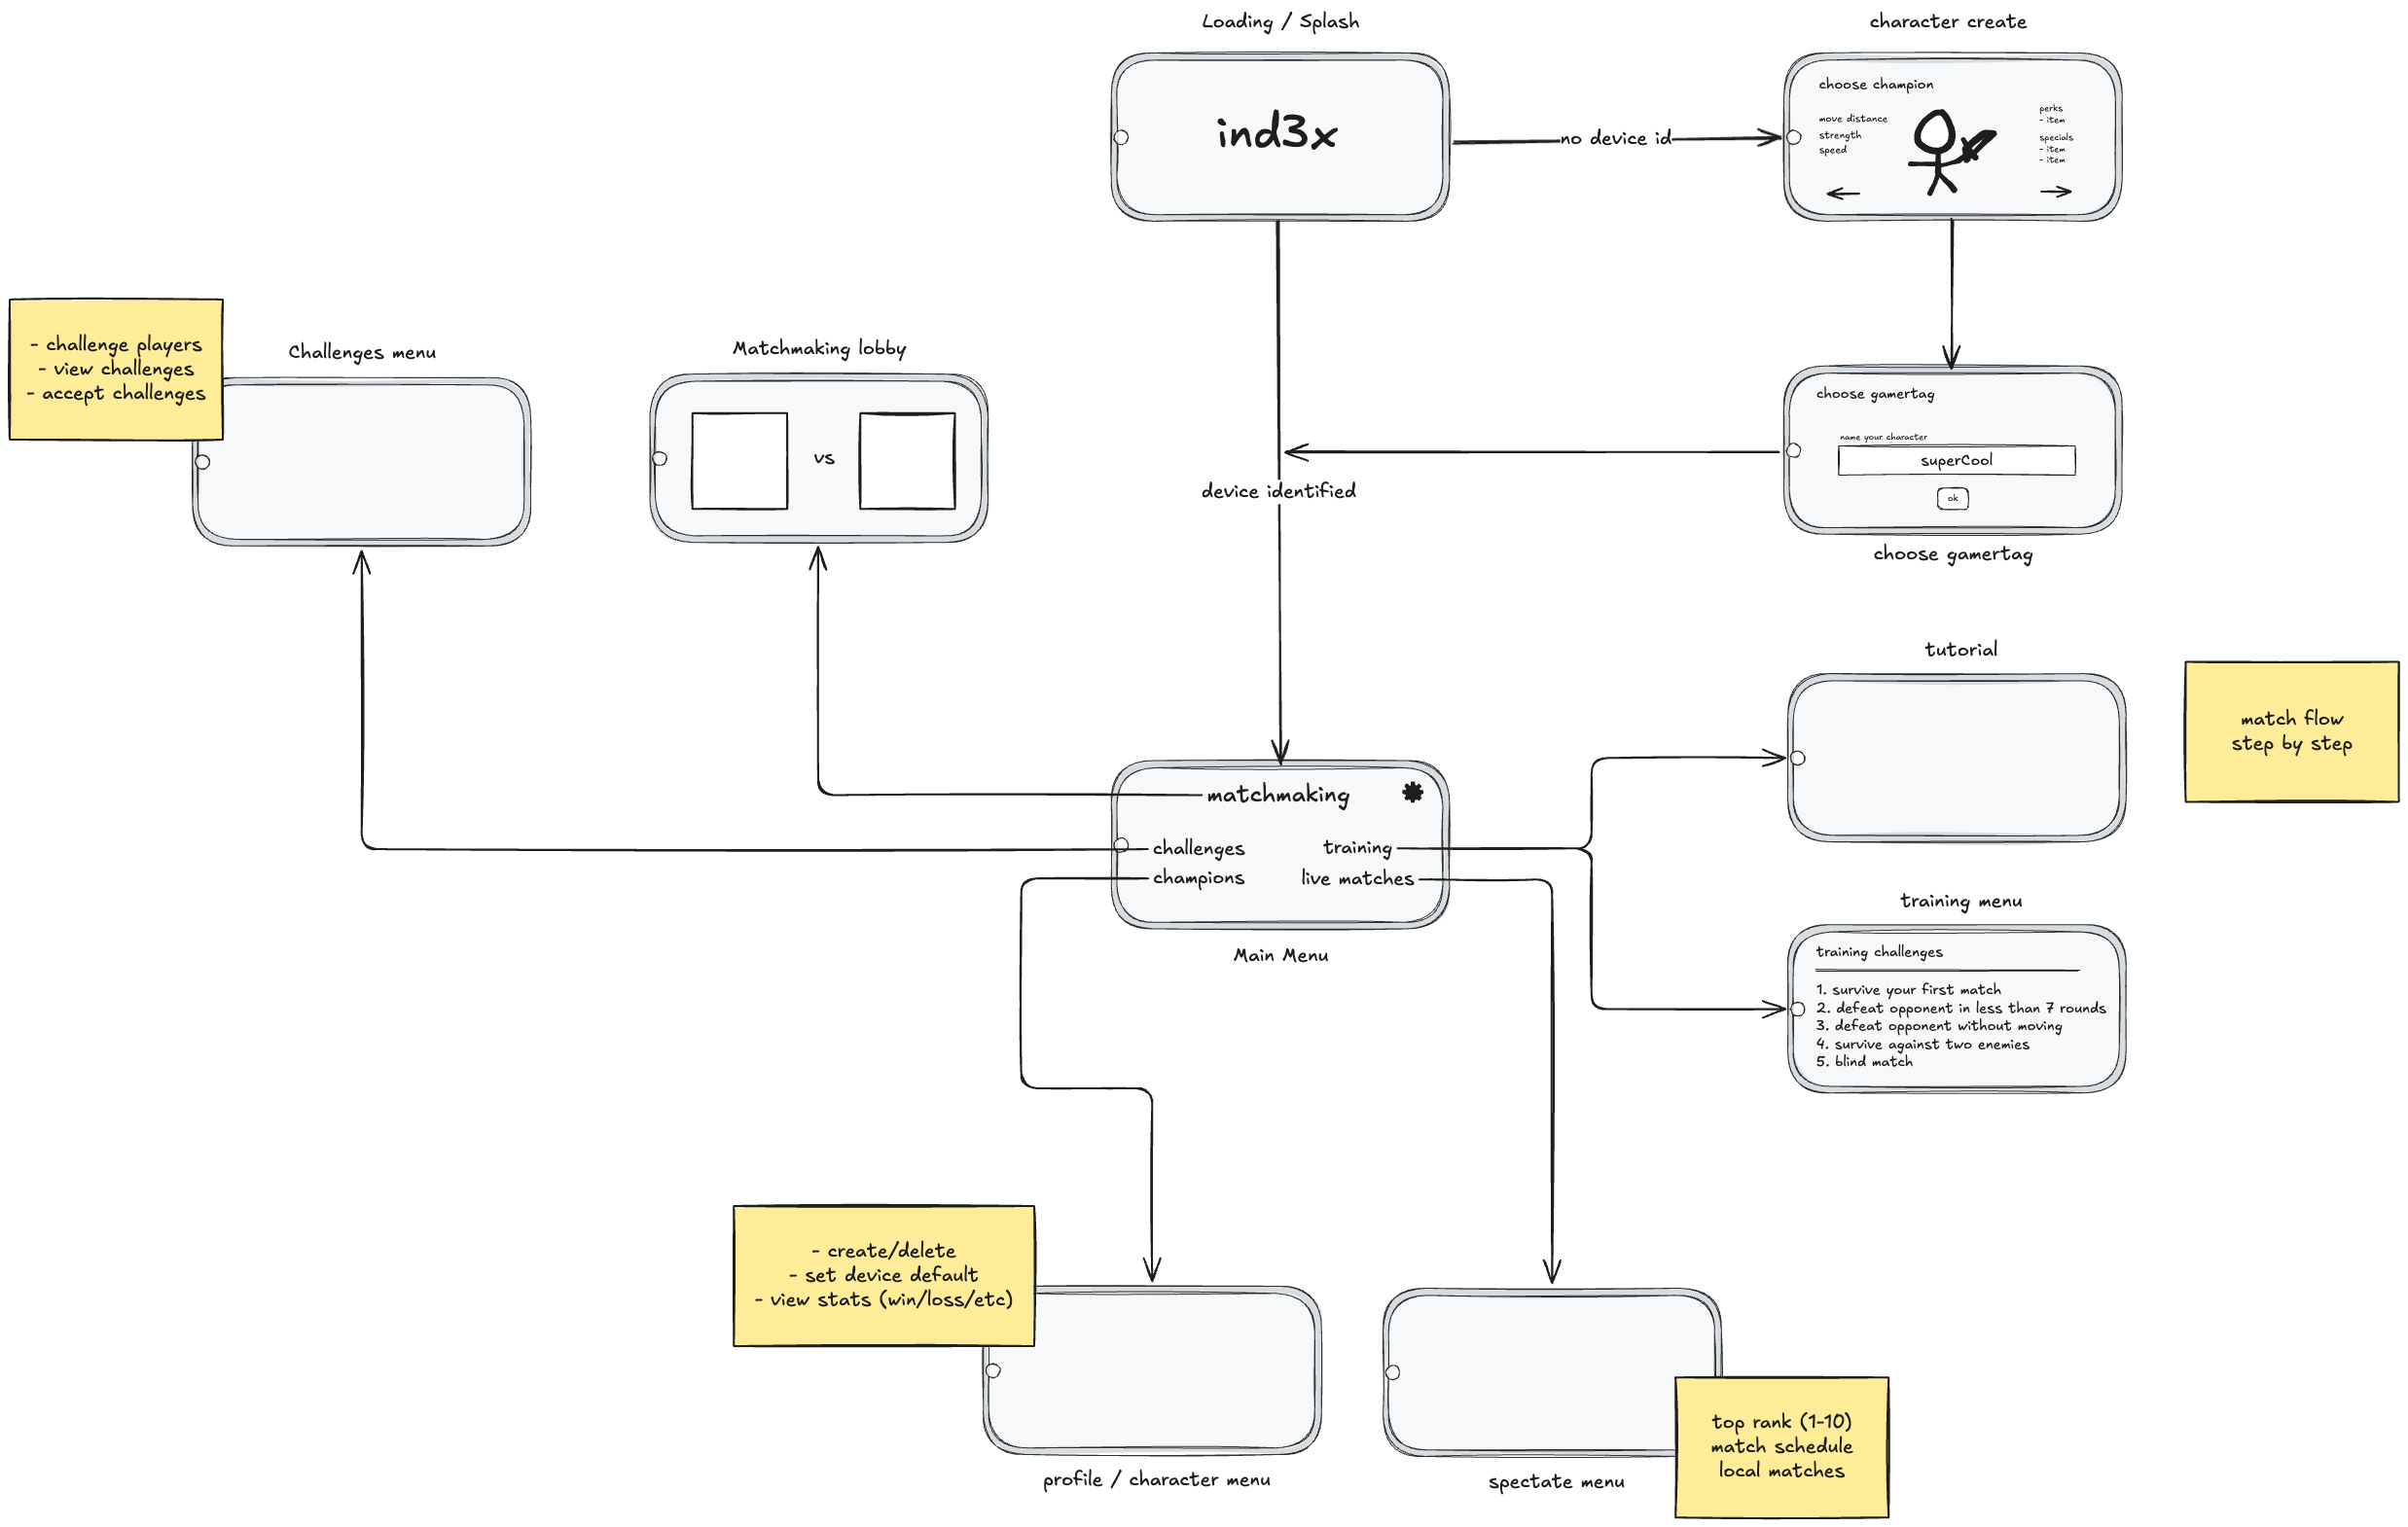 Loading / Splash
ind3x
no device id
character create
choose champion
move distance
strength
speed
perks
- item
specials
- item
- item
- challenge players
- view challenges
- accept challenges
Challenges menu
Matchmaking lobby
vs
device identified
choose gamertag
name your character
superCool
ok
choose gamertag
tutorial
match flow
step by step
matchmaking
challenges
training
champions
live matches
Main Menu
training menu
training challenges
1. survive your first match
2. defeat opponent in less than 7 rounds
3. defeat opponent without moving
4. survive against two enemies
5. blind match
- create/delete
- set device default
- view stats (win/loss/etc)
profile / character menu
top rank (1-10)
match schedule
local matches
spectate menu